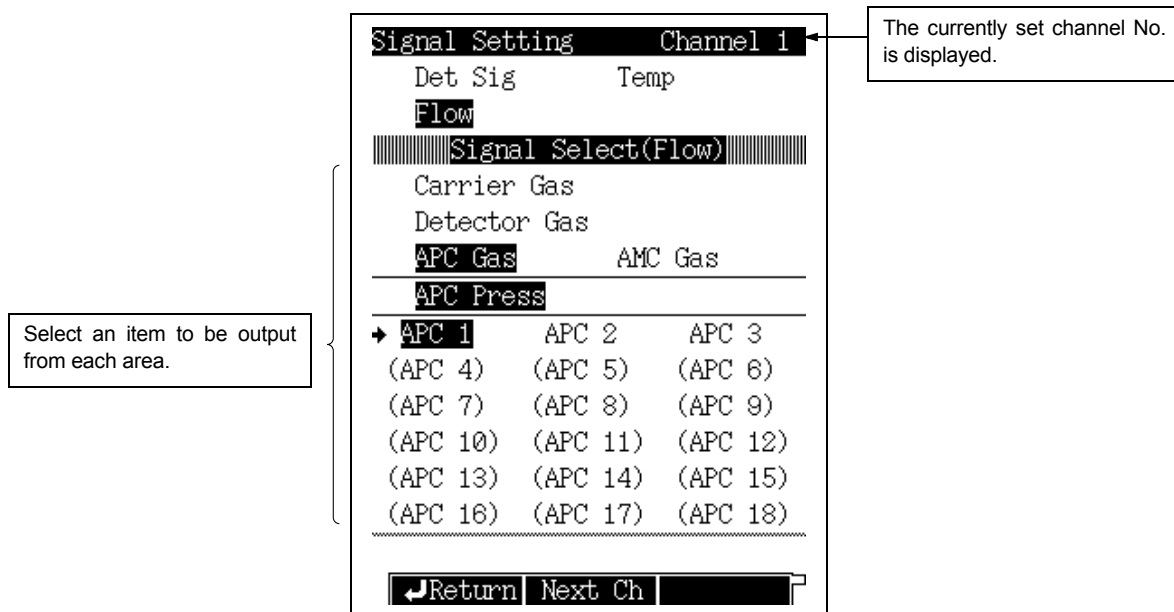 Signal Setting Channel 1
The currently set channel No.
is displayed.
Det Sig Temp
Flow
Signal Select(Flow)
Carrier Gas
Detector Gas
APC Gas AMC Gas
APC Press
Select an item to be output
from each area.
APC 1 APC 2 APC 3
(APC 4) (APC 5) (APC 6)
(APC 7) (APC 8) (APC 9)
(APC 10) (APC 11) (APC 12)
(APC 13) (APC 14) (APC 15)
(APC 16) (APC 17) (APC 18)
Return Next Ch